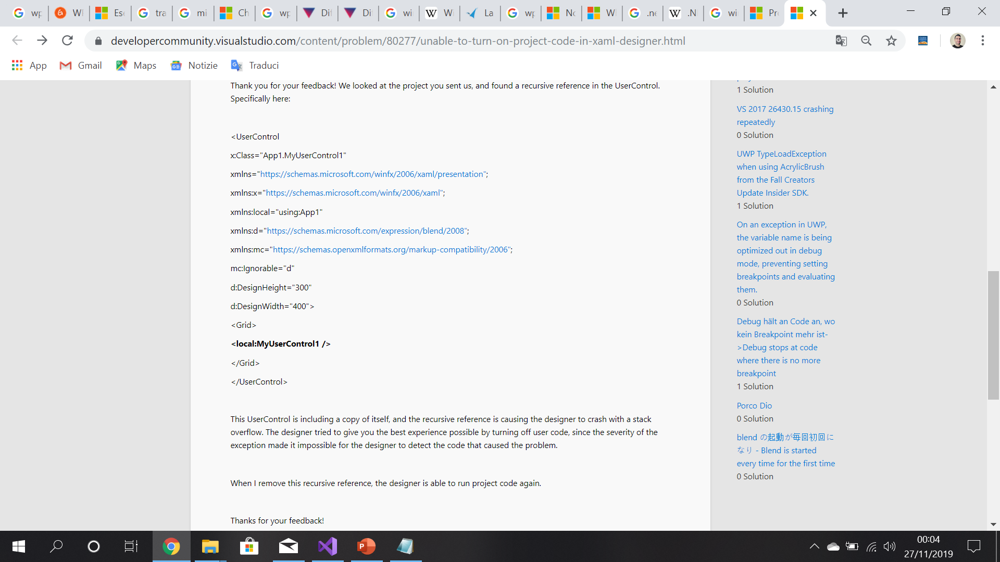 wp
Wl
Ese
tra
mi
Ch
wp
Dif
Dif
wi
Wi
La
wp
No
Wl
.ne
.NI
wi
Pro
developercommunity.visualstudio.com/content/problem/80277/unable-to-turn-on-project-code-in-xaml-designer.html
App
Gmail
Maps
Notizie
Traduci
Thank you for your feedback! We looked at the project you sent us, and found a recursive reference in the UserControl.
Specifically here:
<UserControl
x:Class="App1.MyUserControl1"
xmlns="https://schemas.microsoft.com/winfx/2006/xaml/presentation";
xmlns:x="https://schemas.microsoft.com/winfx/2006/xaml";
xmlns:local="using:App1"
xmlns:d="https://schemas.microsoft.com/expression/blend/2008";
xmlns:mc="https://schemas.openxmlformats.org/markup-compatibility/2006";
mc:Ignorable="d"
d:DesignHeight="300"
d:DesignWidth="400">
<Grid>
<local:MyUserControl1 />
</Grid>
</UserControl>
This UserControl is including a copy of itself, and the recursive reference is causing the designer to crash with a stack
overflow. The designer tried to give you the best experience possible by turning off user code, since the severity of the
exception made it impossible for the designer to detect the code that caused the problem.
When I remove this recursive reference, the designer is able to run project code again.
Thanks for your feedback!
1 Solution
VS 2017 26430.15 crashing
repeatedly
0 Solution
UWP TypeLoadException
when using AcrylicBrush
from the Fall Creators
Update Insider SDK.
1 Solution
On an exception in UWP,
the variable name is being
optimized out in debug
mode, preventing setting
breakpoints and evaluating
them.
0 Solution
Debug hält an Code an, wo
kein Breakpoint mehr ist-
>Debug stops at code
where there is no more
breakpoint
1 Solution
Porco Dio
0 Solution
blend の起動が毎回初回に
なり - Blend is started
every time for the first time
0 Solution
00:04
27/11/2019